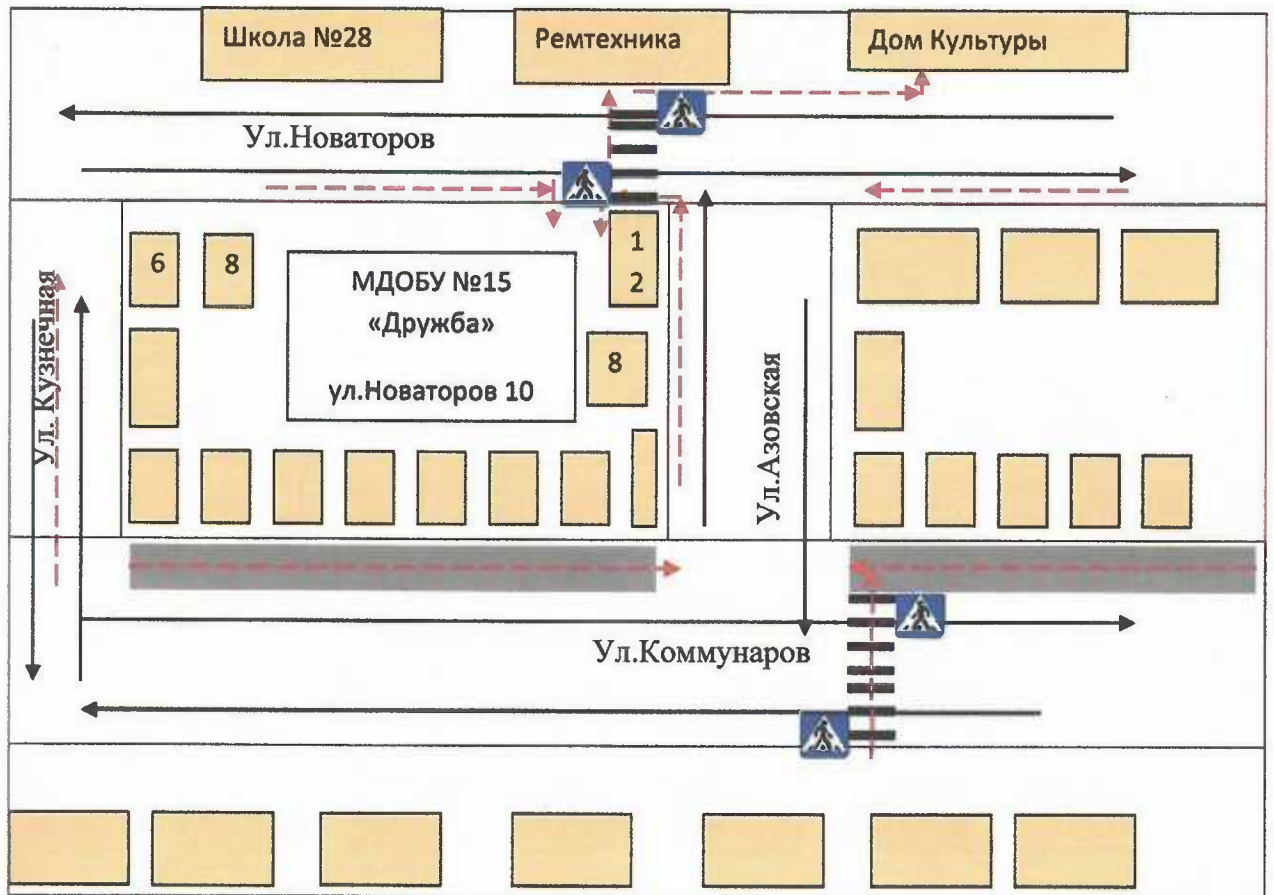 Школа №28
Ремтехника
Дом Культуры
Ул.Новаторов
6
8
МДОБУ №15
«Дружба»
ул.Новаторов 10
1
2
8
Ул. Кузнечная
Ул.Азовская
Ул.Коммунаров